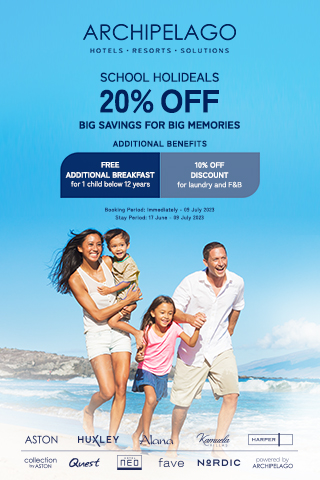 ARCHIPELAGO
HOTELS • RESORTS • SOLUTIONS
SCHOOL HOLIDEALS
20% OFF
BIG SAVINGS FOR BIG MEMORIES
ADDITIONAL BENEFITS
FREE
ADDITIONAL BREAKFAST
for 1 child below 12 years
10% OFF
DISCOUNT
for laundry and F&B
Booking Period: Immediately - 09 July 2023
Stay Period: 17 June - 09 July 2023
ASTON HUXLEY Alana Kamuela VILLAS HARPER
collection by ASTON Quest HOTEL NEO fave NORDIC powered by ARCHIPELAGO